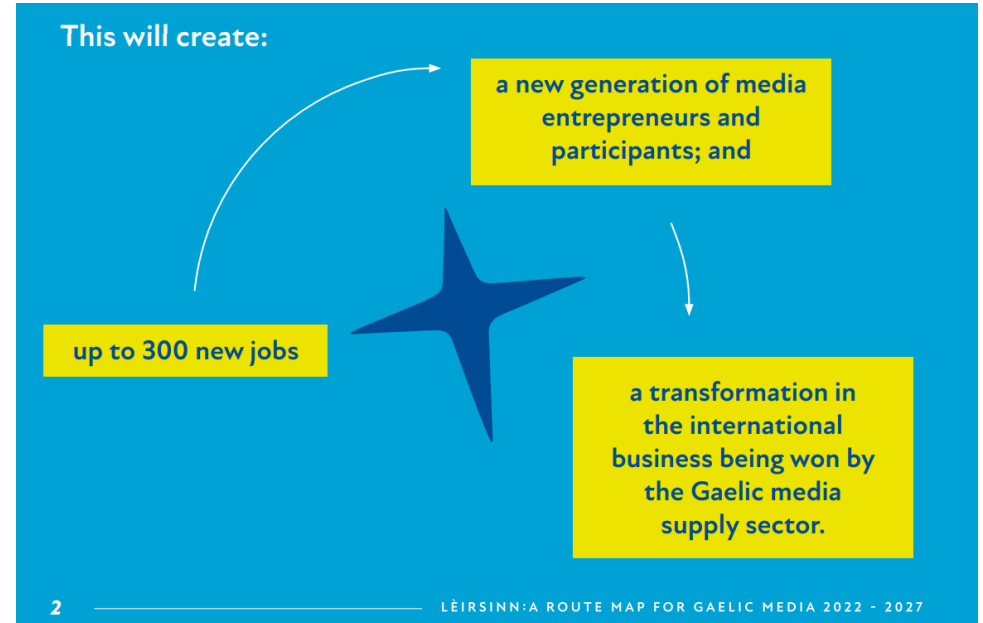 This will create:
up to 300 new jobs
a new generation of media
entrepreneurs and
participants; and
a transformation in
the international
business being won by
the Gaelic media
supply sector.
2
LÈIRSINN:A ROUTE MAP FOR GAELIC MEDIA 2022 - 2027